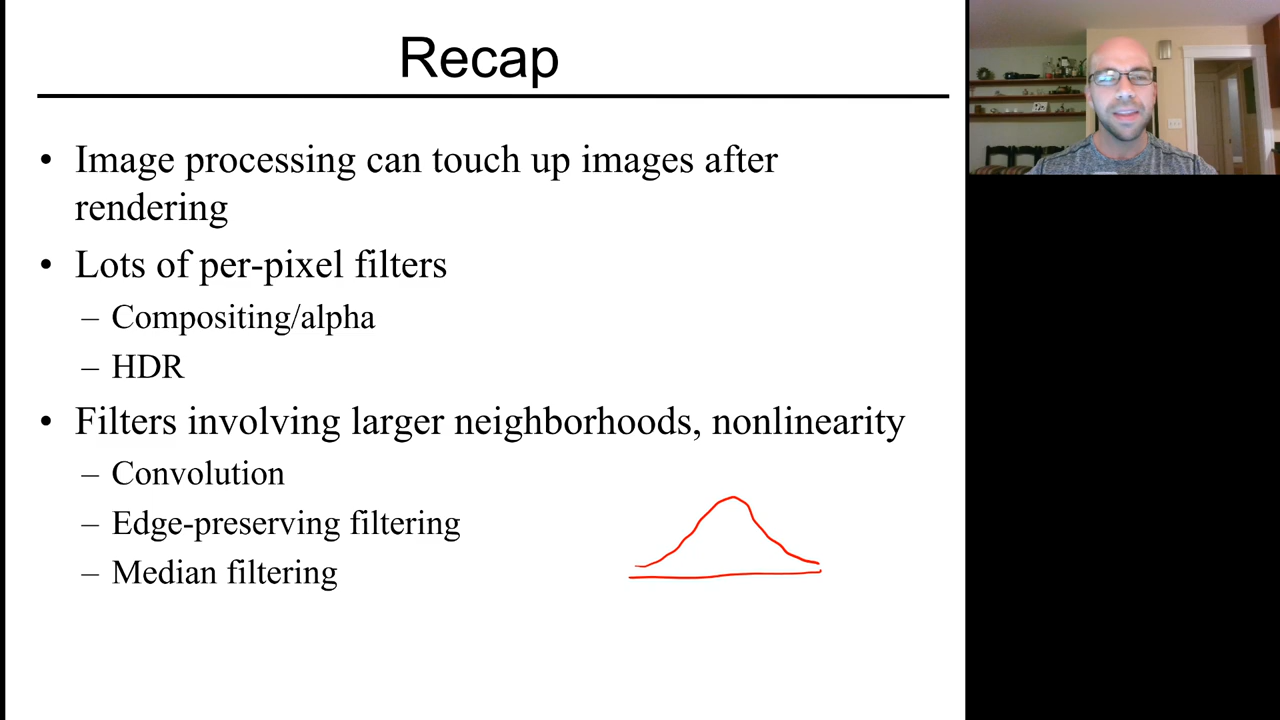 Recap
• Image processing can touch up images after
rendering
• Lots of per-pixel filters
– Compositing/alpha
– HDR
• Filters involving larger neighborhoods, nonlinearity
– Convolution
– Edge-preserving filtering
– Median filtering